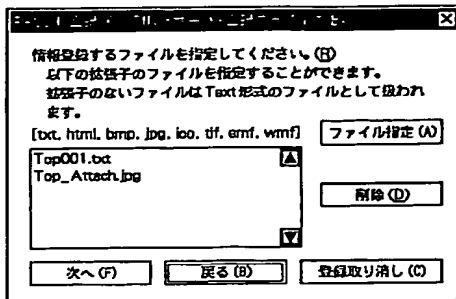 情報登録するファイルを指定してください。(R)
以下の拡張子のファイルを指定することができます。
拡張子のないファイルはText形式のファイルとして扱われ
ます。
[txt, html, bmp, jpg, ico, tif, emf, wmf]
ファイル指定(A)
Top001.txt
Top_Attach.jpg
削除(D)
次へ(F)
戻る(B)
登録取り消し(C)